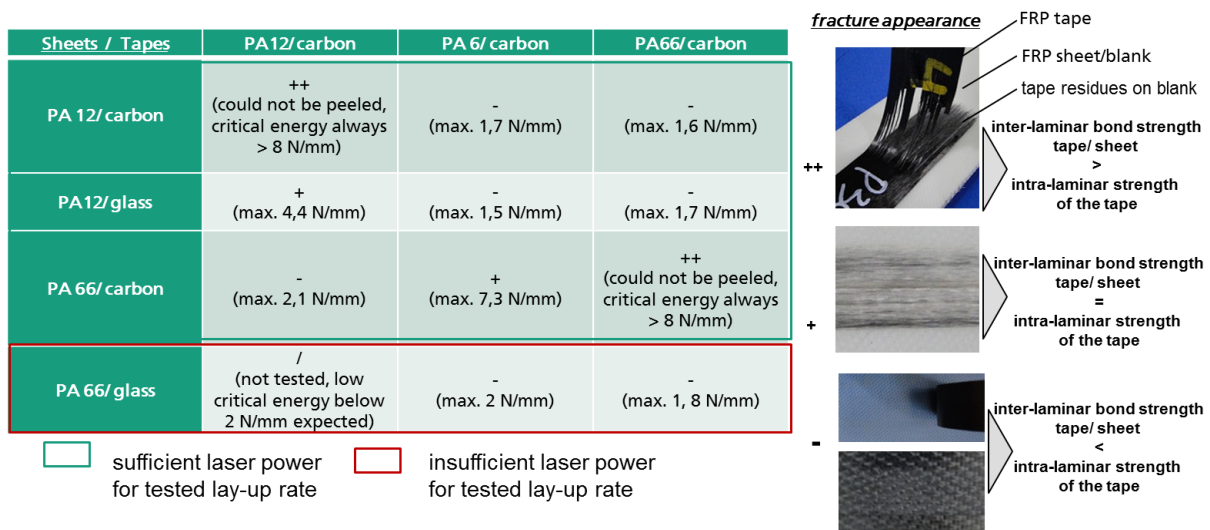 Sheets / Tapes
PA12/carbon
PA 6/carbon
PA66/carbon
PA 12/carbon
++
(could not be peeled,
critical energy always
> 8 N/mm)
-
(max. 1,7 N/mm)
-
(max. 1,6 N/mm)
PA12/glass
+
(max. 4,4 N/mm)
-
(max. 1,5 N/mm)
-
(max. 1,7 N/mm)
PA 66/carbon
-
(max. 2,1 N/mm)
+
(max. 7,3 N/mm)
++
(could not be peeled,
critical energy always
> 8 N/mm)
PA 66/glass
/
(not tested, low
critical energy below
2 N/mm expected)
-
(max. 2 N/mm)
-
(max. 1, 8 N/mm)
sufficient laser power
for tested lay-up rate
insufficient laser power
for tested lay-up rate
fracture appearance
FRP tape
FRP sheet/blank
tape residues on blank
++
inter-laminar bond strength
tape/ sheet
>
intra-laminar strength
of the tape
+
inter-laminar bond strength
tape/ sheet
=
intra-laminar strength
of the tape
-
inter-laminar bond strength
tape/ sheet
<
intra-laminar strength
of the tape